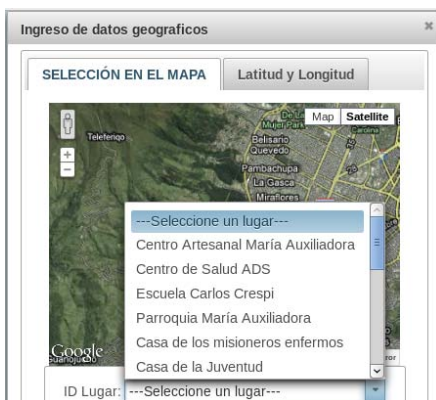 Ingreso de datos geograficos
SELECCIÓN EN EL MAPA
Latitud y Longitud
Map
Satellite
Teleferiqo
Belisario
Quevedo
Pambachupa
La Gasca
Miraflores
Carolina
---Seleccione un lugar---
Centro Artesanal María Auxiliadora
Centro de Salud ADS
Escuela Carlos Crespi
Parroquia María Auxiliadora
Casa de los misioneros enfermos
Casa de la Juventud
Google
ID Lugar: ---Seleccione un lugar---